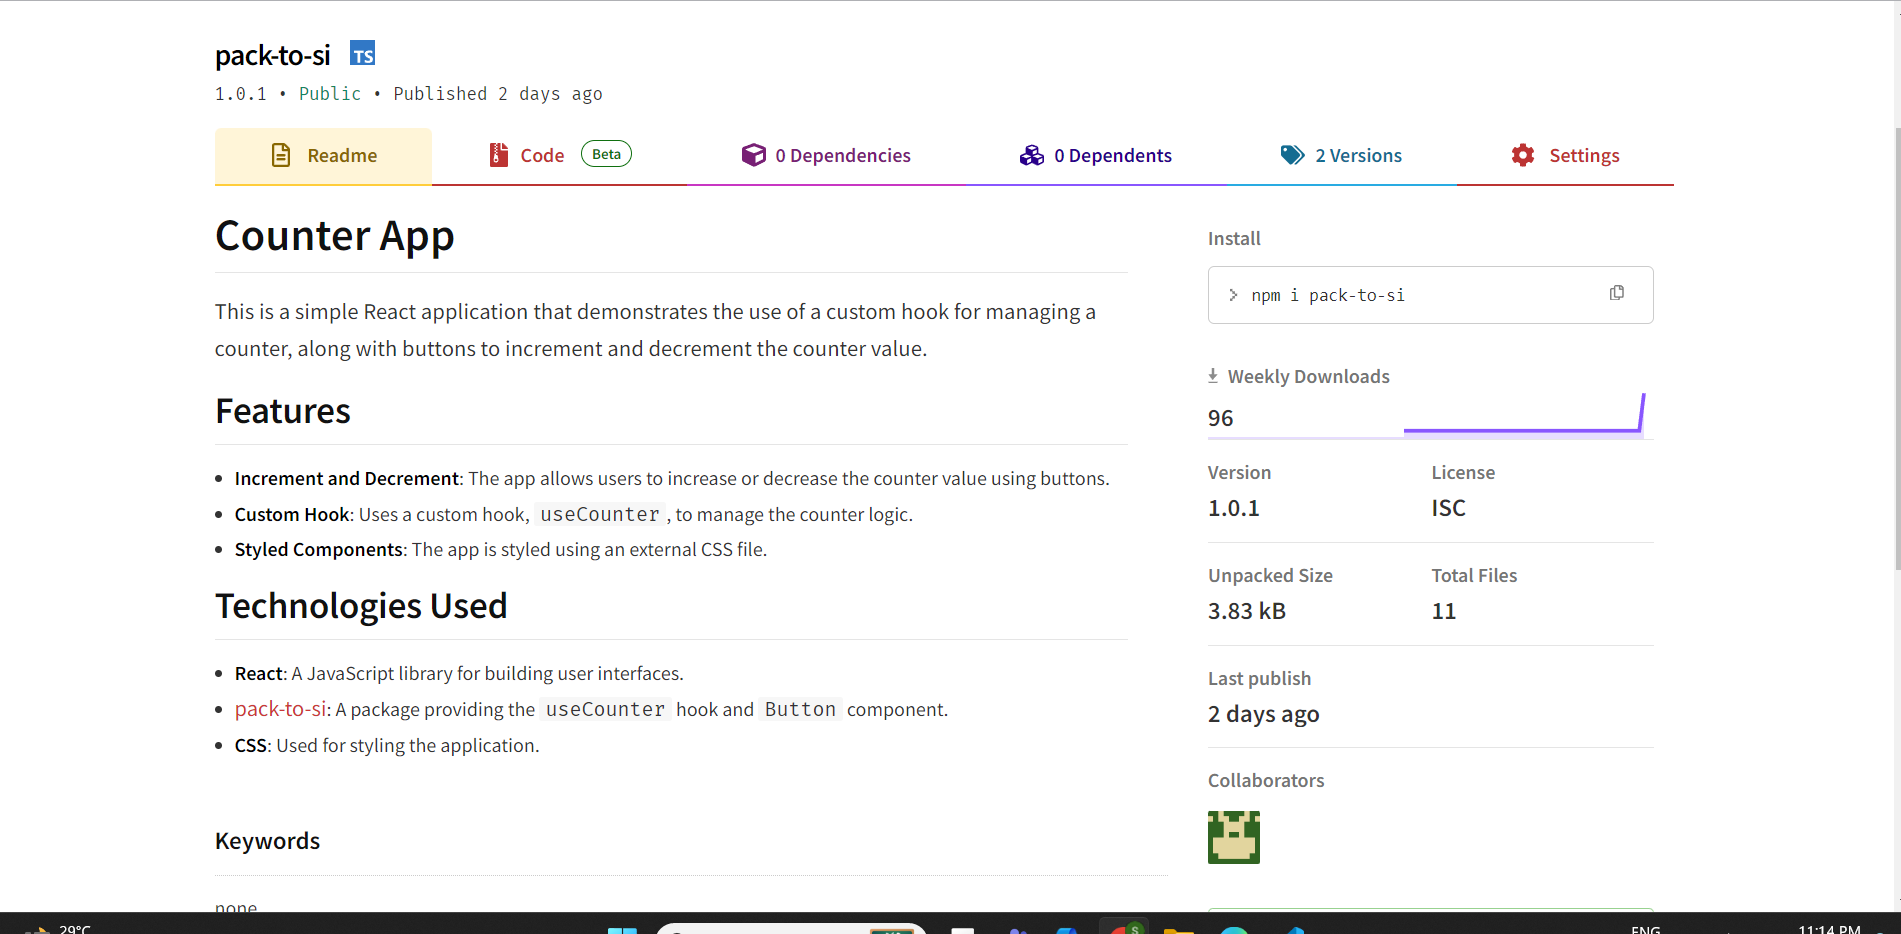 pack-to-si TS
1.0.1 • Public • Published 2 days ago
Readme
Code Beta
0 Dependencies
0 Dependents
2 Versions
Settings
Counter App
This is a simple React application that demonstrates the use of a custom hook for managing a
counter, along with buttons to increment and decrement the counter value.
Features
• Increment and Decrement: The app allows users to increase or decrease the counter value using buttons.
• Custom Hook: Uses a custom hook, useCounter, to manage the counter logic.
• Styled Components: The app is styled using an external CSS file.
Technologies Used
• React: A JavaScript library for building user interfaces.
• pack-to-si: A package providing the useCounter hook and Button component.
• CSS: Used for styling the application.
Keywords
none
Install
> npm i pack-to-si
Weekly Downloads
96
Version
1.0.1
License
ISC
Unpacked Size
3.83 kB
Total Files
11
Last publish
2 days ago
Collaborators
29°C
S
ENG
11:14 PM